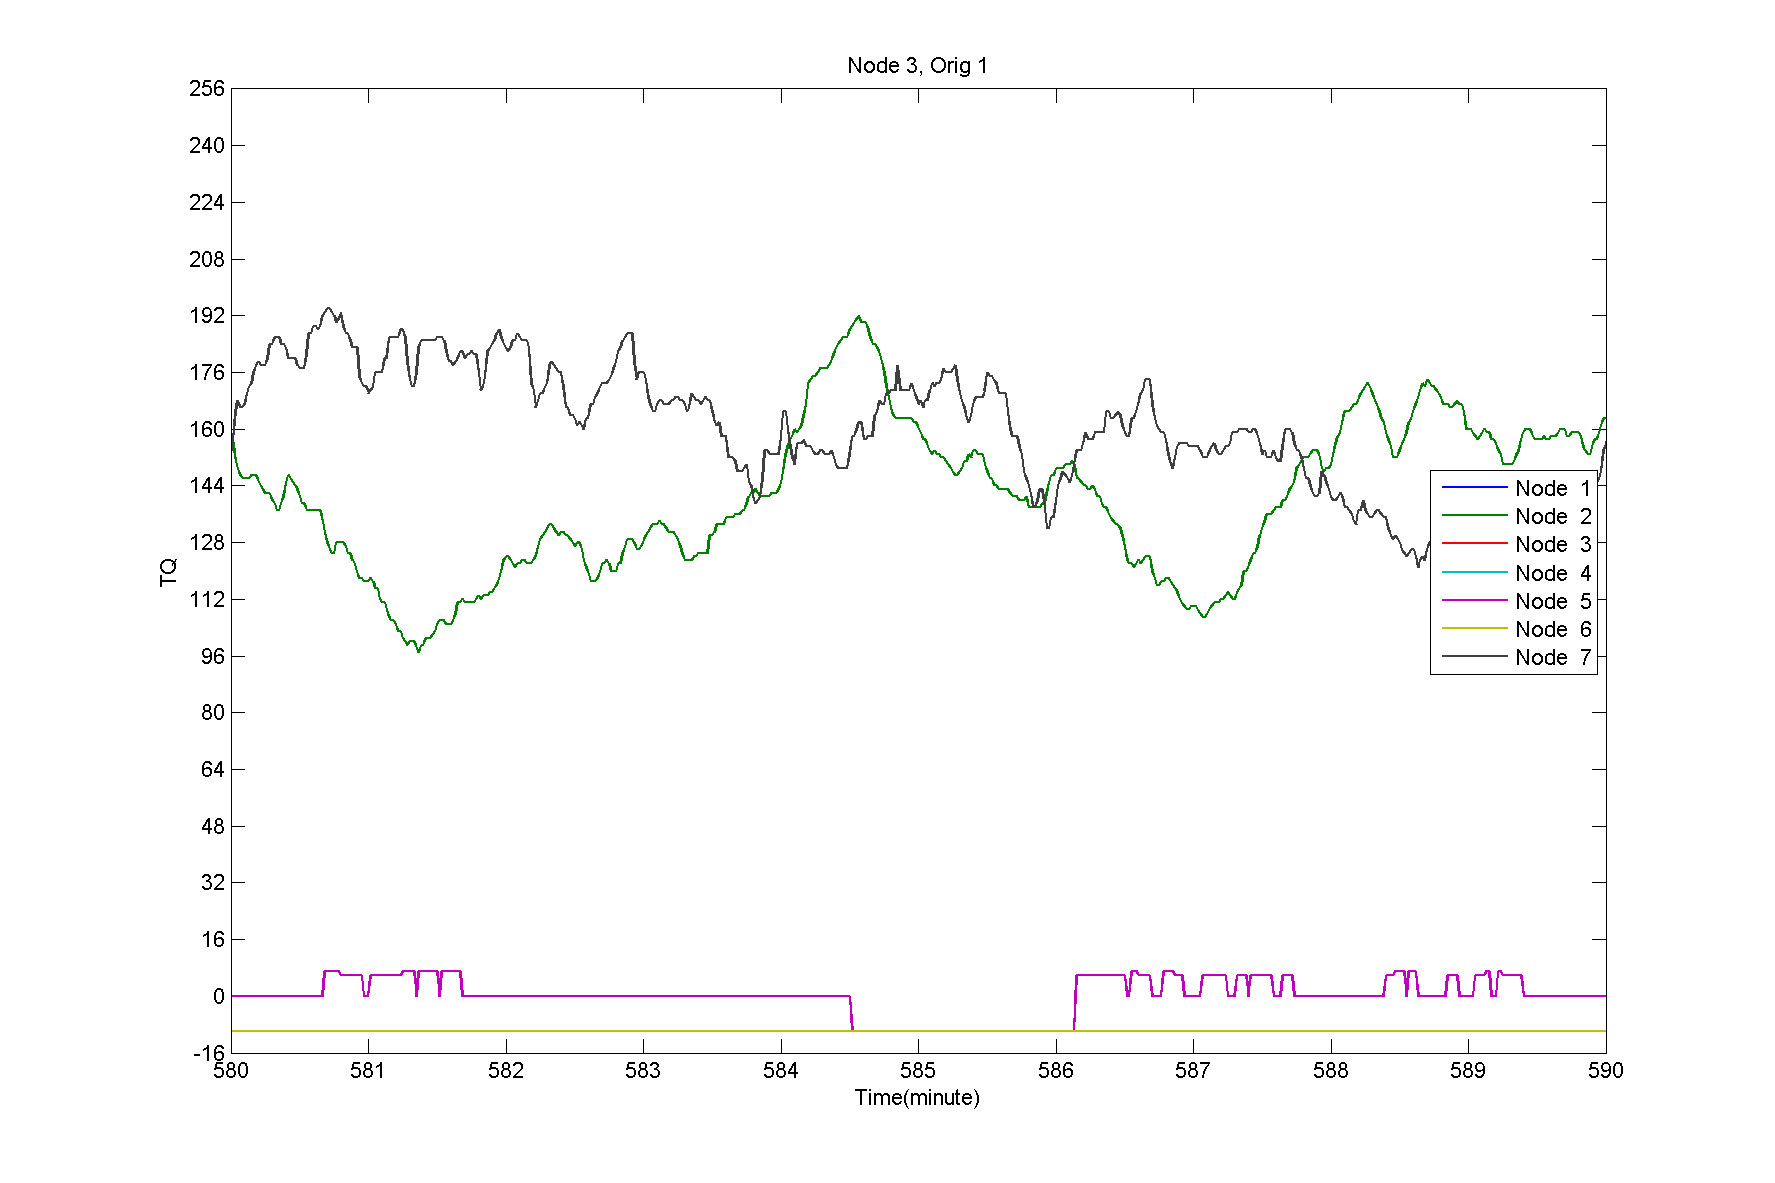 Node 3, Orig 1
256
240
224
208
192
176
160
144
128
112
96
80
64
48
32
16
0
-16
TQ
Node 1
Node 2
Node 3
Node 4
Node 5
Node 6
Node 7
580 581 582 583 584 585 586 587 588 589 590
Time(minute)